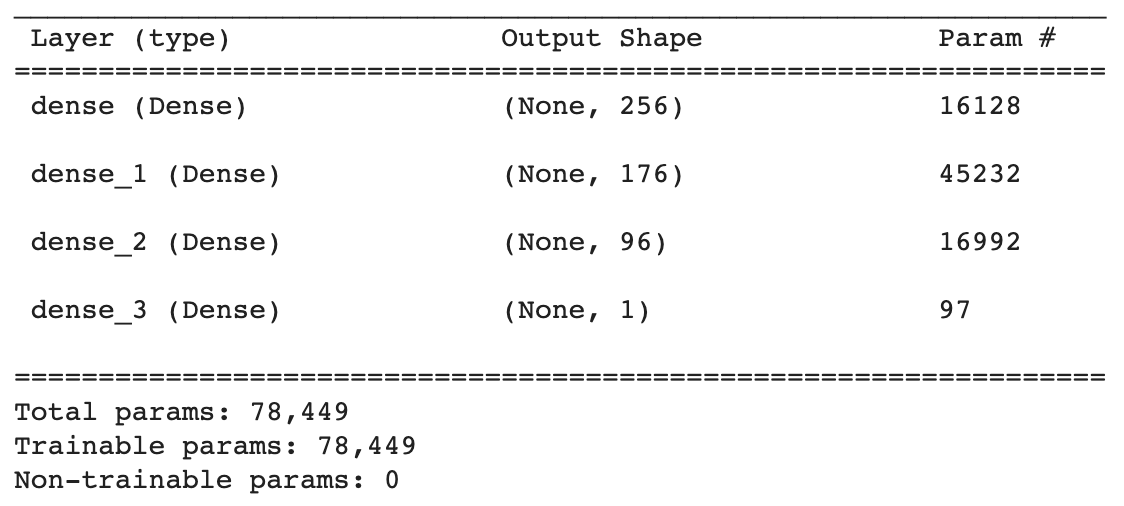 Layer (type) Output Shape Param #
=================================================================
dense (Dense) (None, 256) 16128
dense_1 (Dense) (None, 176) 45232
dense_2 (Dense) (None, 96) 16992
dense_3 (Dense) (None, 1) 97
=================================================================
Total params: 78,449
Trainable params: 78,449
Non-trainable params: 0